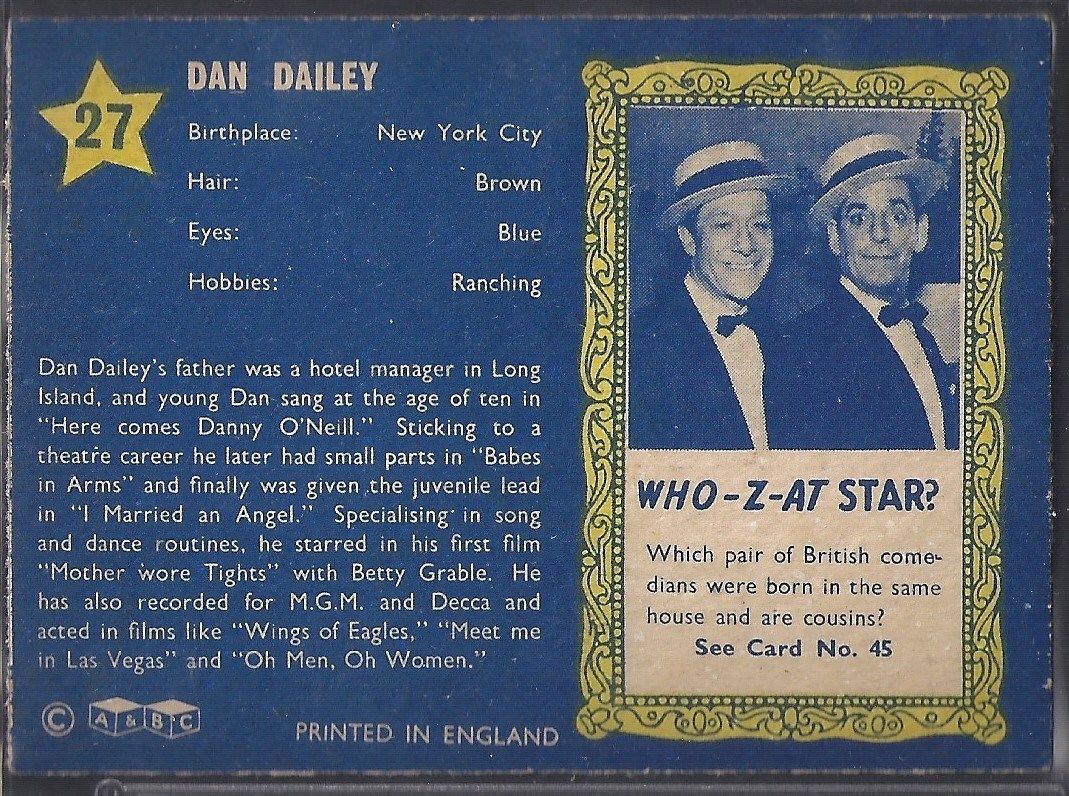 27
DAN DAILEY
Birthplace: New York City
Hair: Brown
Eyes: Blue
Hobbies: Ranching
Dan Dailey's father was a hotel manager in Long
Island, and young Dan sang at the age of ten in
"Here comes Danny O'Neill." Sticking to a
theatre career he later had small parts in "Babes
in Arms" and finally was given the juvenile lead
in "I Married an Angel." Specialising in song
and dance routines, he starred in his first film
"Mother wore Tights" with Betty Grable. He
has also recorded for M.G.M. and Decca and
acted in films like "Wings of Eagles," "Meet me
in Las Vegas" and "Oh Men, Oh Women."
© A & B C
PRINTED IN ENGLAND
WHO-Z-AT STAR?
Which pair of British come-
dians were born in the same
house and are cousins?
See Card No. 45